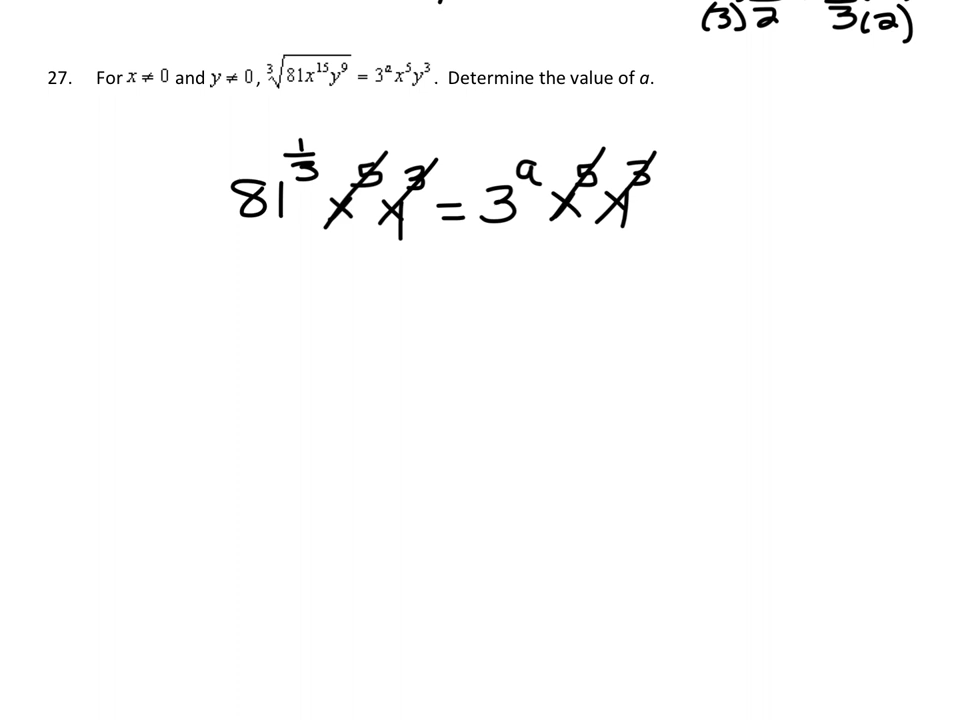 (3)2 3(2)
27. For x ≠ 0 and y ≠ 0, ∛(81x¹⁵y⁹) = 3ᵃx⁵y³. Determine the value of a.
81^(1/3) x⁵ y³ = 3ᵃ x⁵ y³